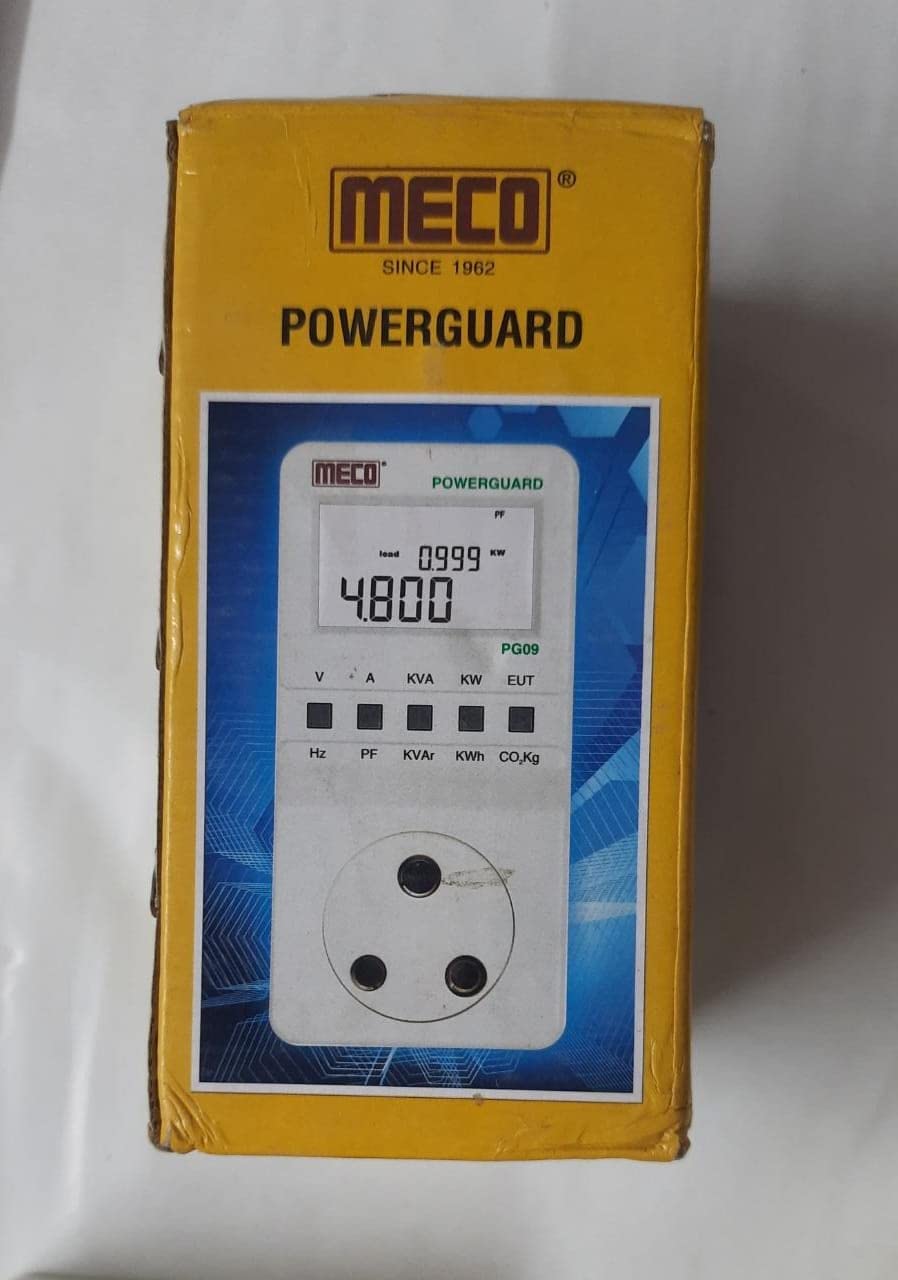 MECO®
SINCE 1962
POWERGUARD
MECO®
POWERGUARD
PF
load 0.999 KW
4.800
PG09
V A KVA KW EUT
Hz PF KVAr KWh CO₂Kg